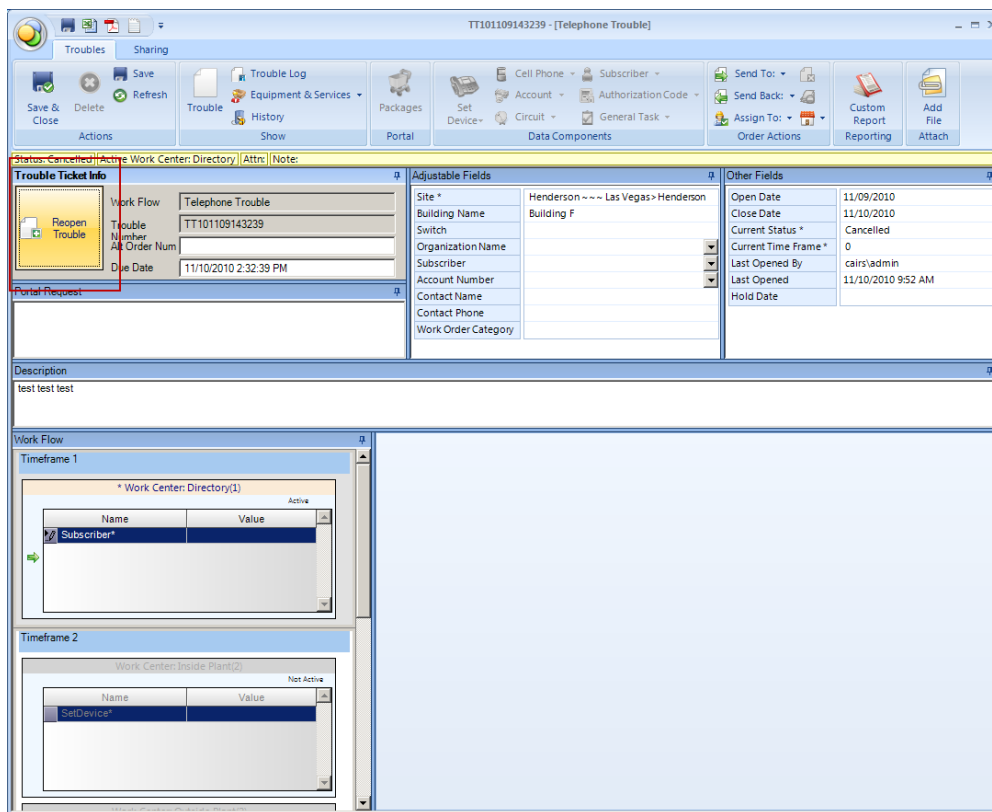 TT101109143239 - [Telephone Trouble]
Troubles Sharing
Save & Close
Delete
Save
Refresh
Actions
Trouble
Trouble Log
Equipment & Services
History
Show
Packages
Portal
Set Device
Cell Phone
Account
Circuit
Subscriber
Authorization Code
General Task
Data Components
Send To:
Send Back:
Assign To:
Order Actions
Custom Report
Reporting
Add File
Attach
Status: Cancelled Active Work Center: Directory Attn: Note:
Trouble Ticket Info
Reopen Trouble
Work Flow Telephone Trouble
Trouble Number TT101109143239
Alt Order Num
Due Date 11/10/2010 2:32:39 PM
Portal Request
Adjustable Fields
Site * Henderson ~~~ Las Vegas>Henderson
Building Name Building F
Switch
Organization Name
Subscriber
Account Number
Contact Name
Contact Phone
Work Order Category
Other Fields
Open Date 11/09/2010
Close Date 11/10/2010
Current Status * Cancelled
Current Time Frame * 0
Last Opened By cairs\admin
Last Opened 11/10/2010 9:52 AM
Hold Date
Description
test test test
Work Flow
Timeframe 1
* Work Center: Directory(1)
Active
Name Value
Subscriber*
Timeframe 2
Work Center: Inside Plant(2)
Not Active
Name Value
SetDevice*